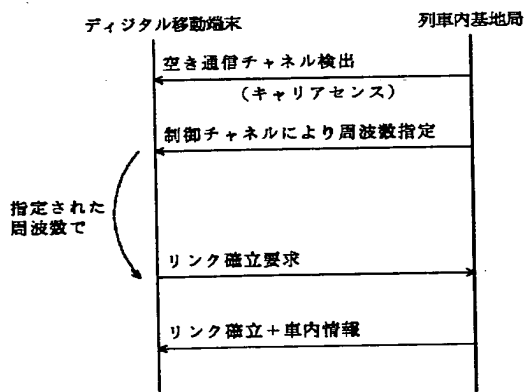 ディジタル移動端末
列車内基地局
空き通信チャネル検出
(キャリアセンス)
制御チャネルにより周波数指定
指定された
周波数で
リンク確立要求
リンク確立+車内情報